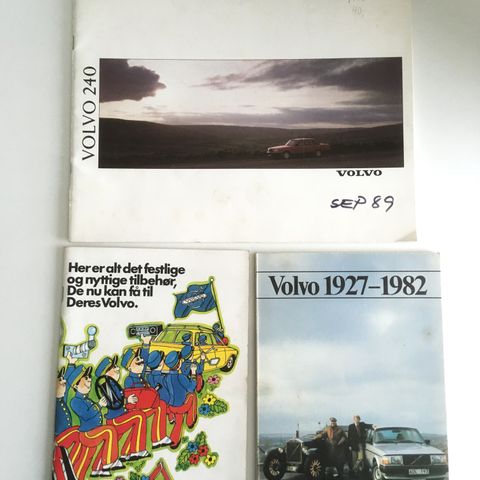 40,
VOLVO 240
VOLVO
SEP 89
Her er alt det festlige
og nyttige tilbehør,
De nu kan få til
Deres Volvo.
Volvo 1927–1982